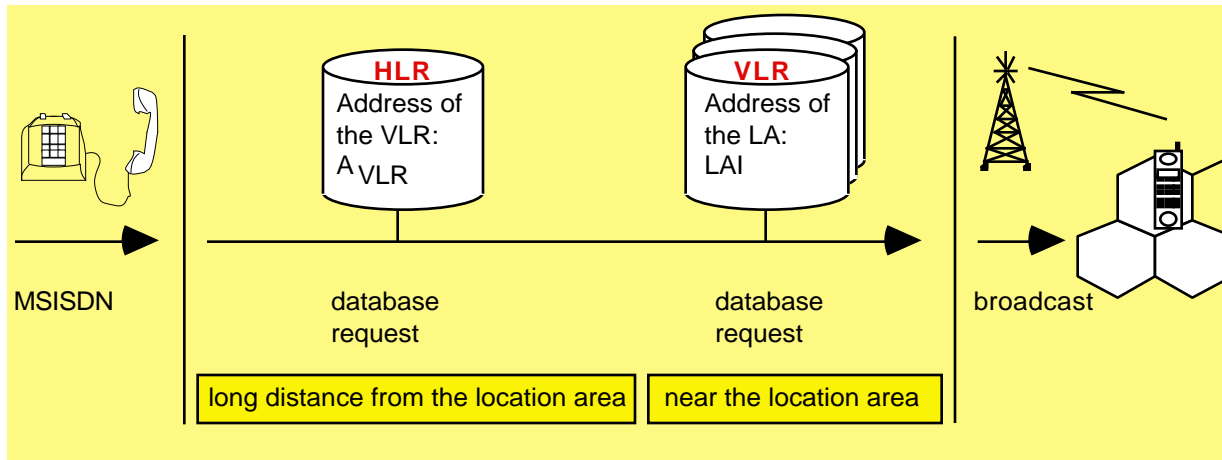 HLR
Address of
the VLR:
A VLR
VLR
Address of
the LA:
LAI
MSISDN
database
request
database
request
broadcast
long distance from the location area
near the location area